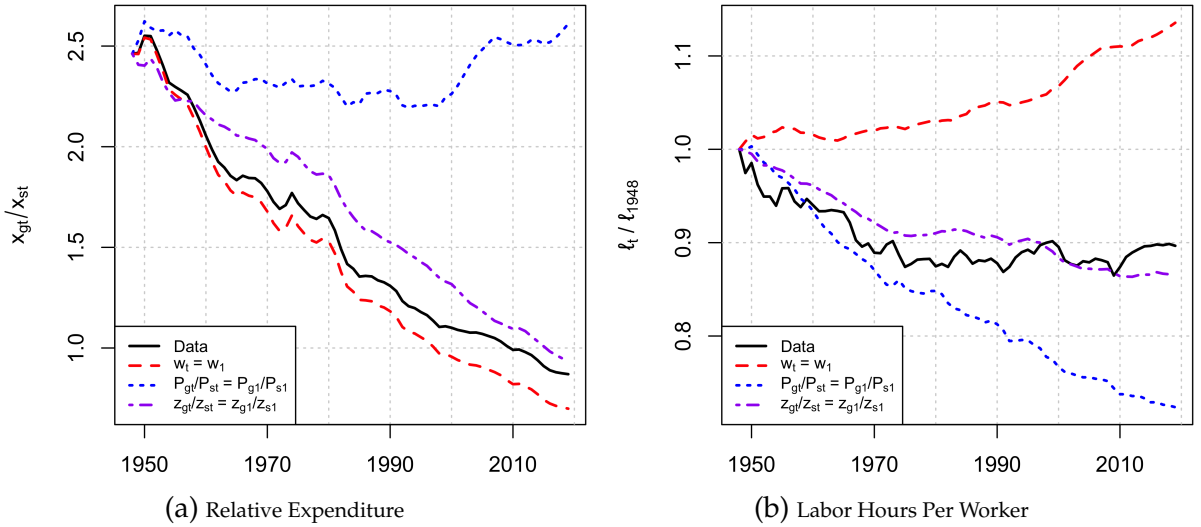 x_gt/x_st
2.5
2.0
1.5
1.0
Data
w_t = w_1
P_gt/P_st = P_g1/P_s1
z_gt/z_st = z_g1/z_s1
1950 1970 1990 2010
(a) Relative Expenditure
ℓ_t / ℓ_1948
1.1
1.0
0.9
0.8
Data
w_t = w_1
P_gt/P_st = P_g1/P_s1
z_gt/z_st = z_g1/z_s1
1950 1970 1990 2010
(b) Labor Hours Per Worker